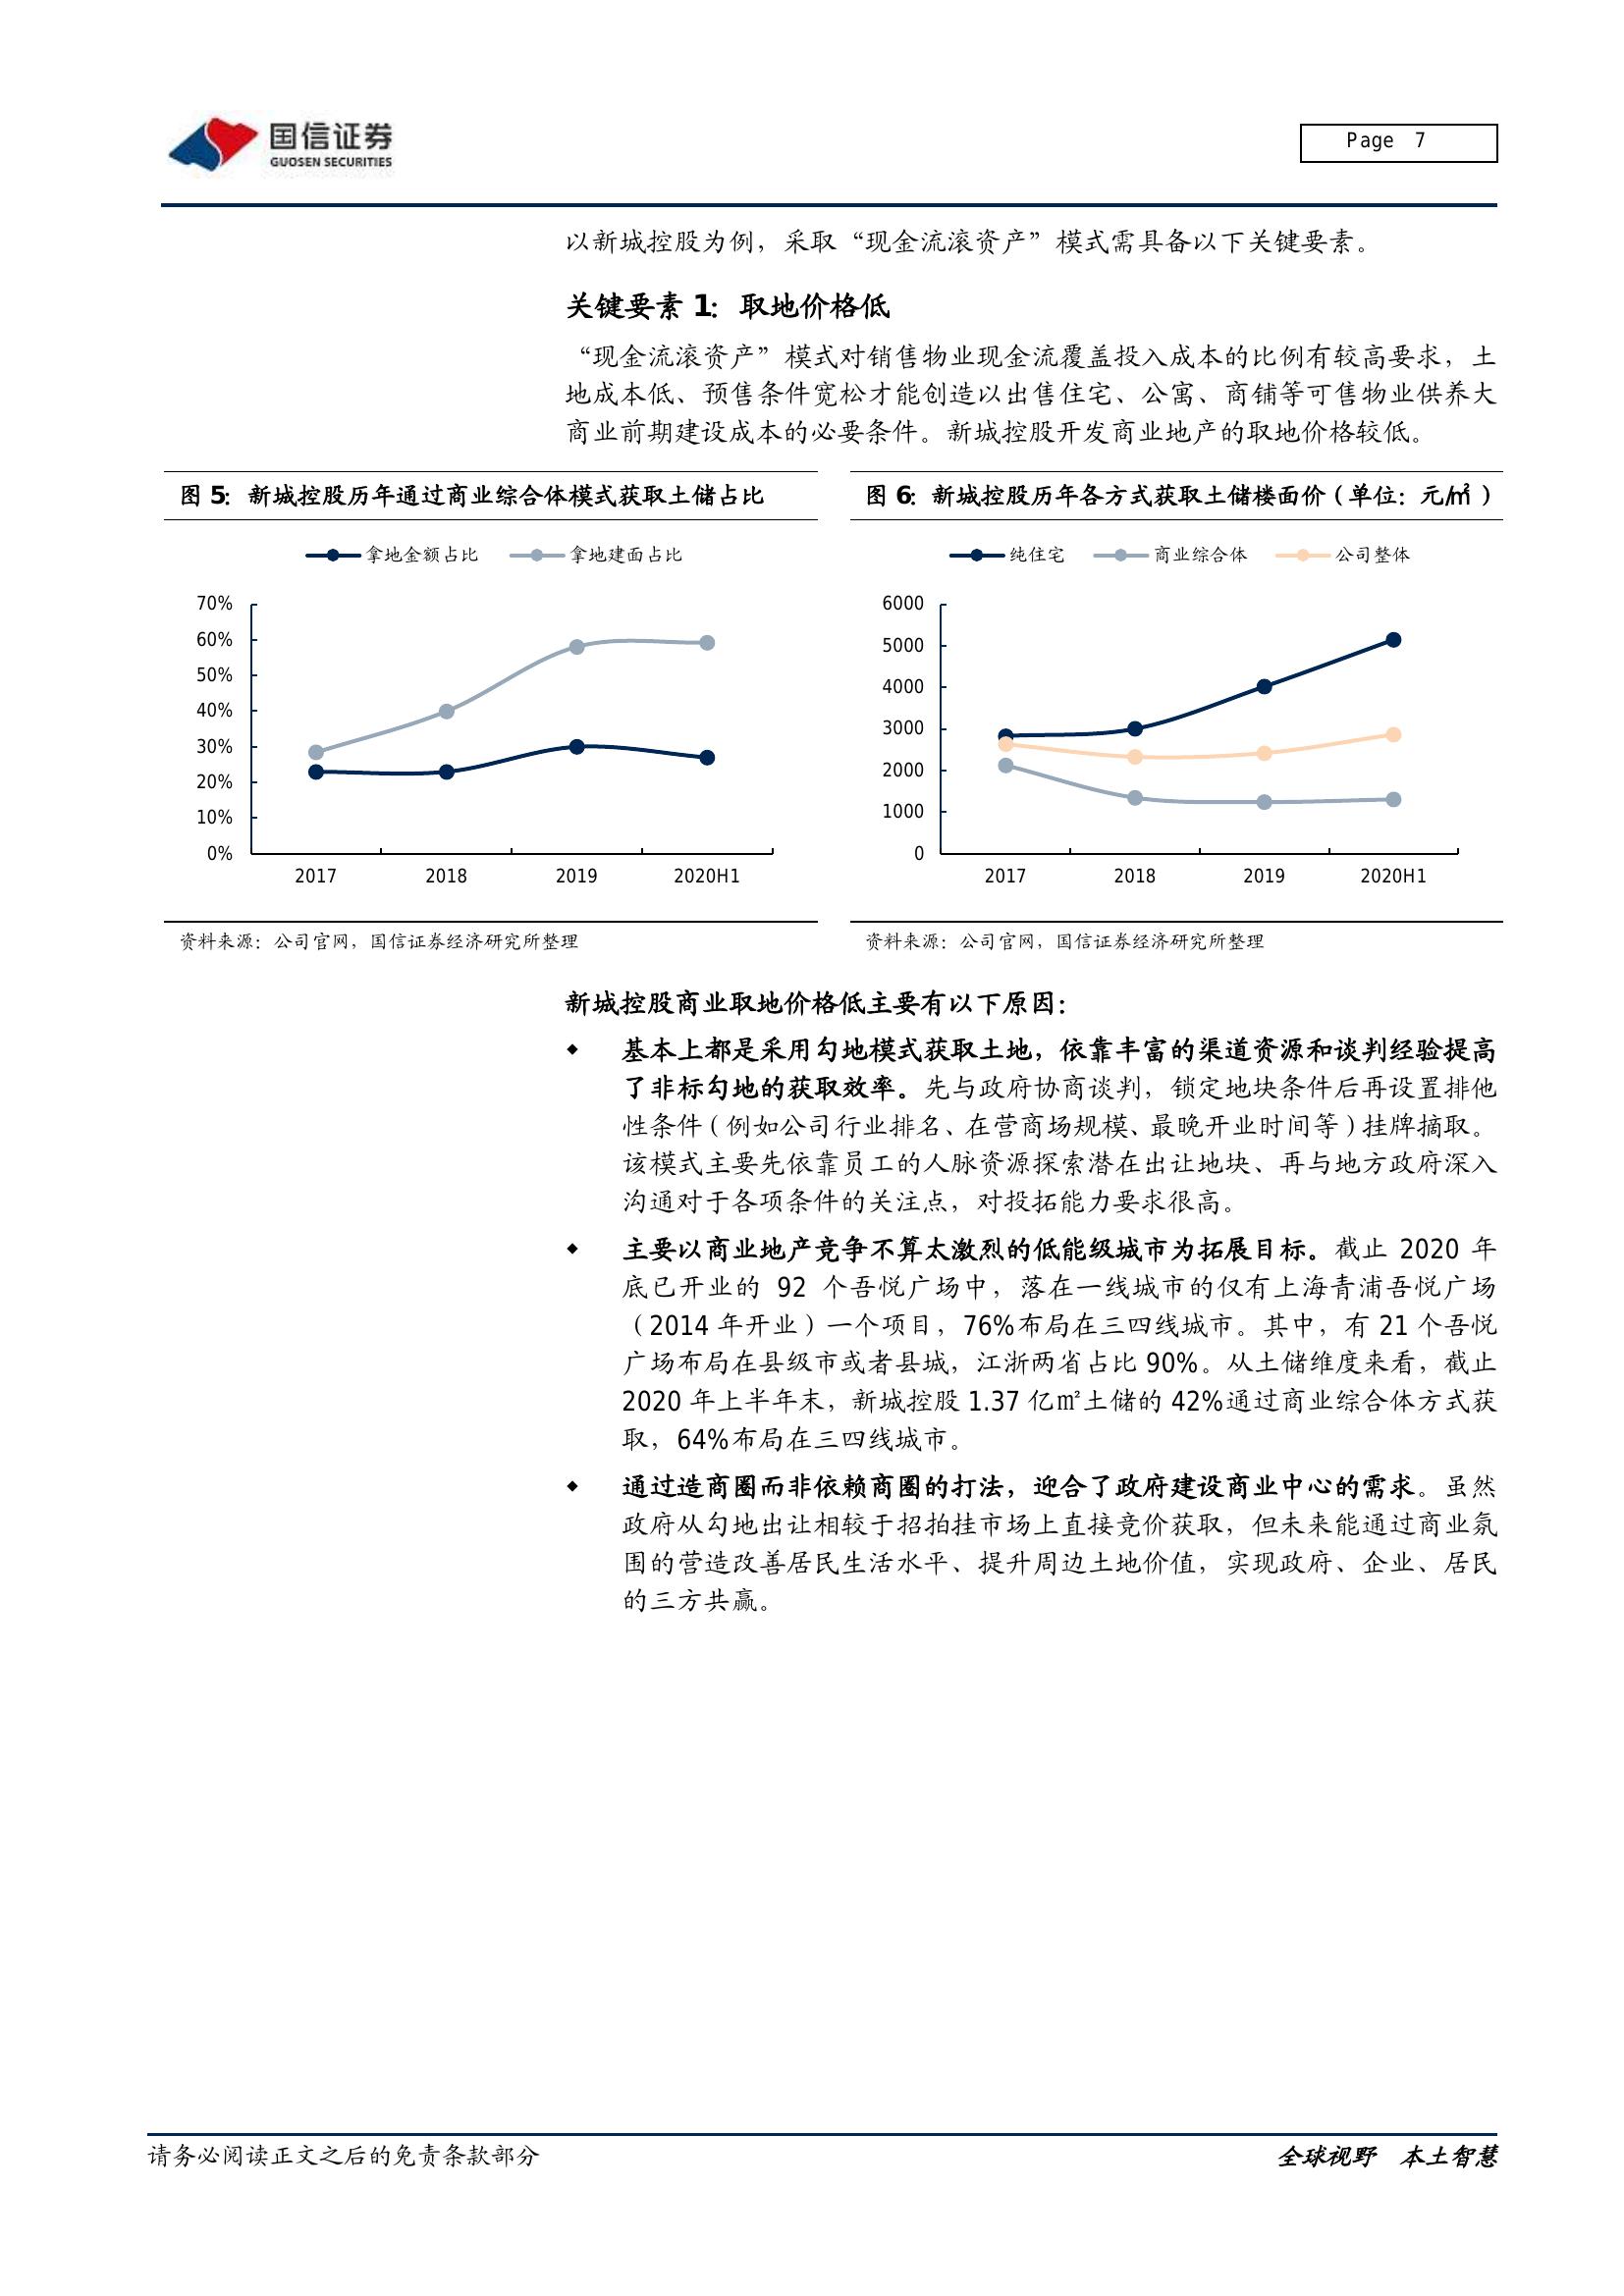 国信证券
GUOSEN SECURITIES
Page 7
以新城控股为例，采取“现金流滚资产”模式需具备以下关键要素。
关键要素 1：取地价格低
“现金流滚资产”模式对销售物业现金流覆盖投入成本的比例有较高要求，土
地成本低、预售条件宽松才能创造以出售住宅、公寓、商铺等可售物业供养大
商业前期建设成本的必要条件。新城控股开发商业地产的取地价格较低。
图 5：新城控股历年通过商业综合体模式获取土储占比
拿地金额占比 拿地建面占比
70%
60%
50%
40%
30%
20%
10%
0%
2017 2018 2019 2020H1
资料来源：公司官网，国信证券经济研究所整理
图 6：新城控股历年各方式获取土储楼面价（单位：元/㎡）
纯住宅 商业综合体 公司整体
6000
5000
4000
3000
2000
1000
0
2017 2018 2019 2020H1
资料来源：公司官网，国信证券经济研究所整理
新城控股商业取地价格低主要有以下原因：
◆ 基本上都是采用勾地模式获取土地，依靠丰富的渠道资源和谈判经验提高
了非标勾地的获取效率。先与政府协商谈判，锁定地块条件后再设置排他
性条件（例如公司行业排名、在营商场规模、最晚开业时间等）挂牌摘取。
该模式主要先依靠员工的人脉资源探索潜在出让地块、再与地方政府深入
沟通对于各项条件的关注点，对投拓能力要求很高。
◆ 主要以商业地产竞争不算太激烈的低能级城市为拓展目标。截止 2020 年
底已开业的 92 个吾悦广场中，落在一线城市的仅有上海青浦吾悦广场
（2014 年开业）一个项目，76%布局在三四线城市。其中，有 21 个吾悦
广场布局在县级市或者县城，江浙两省占比 90%。从土储维度来看，截止
2020 年上半年末，新城控股 1.37 亿㎡土储的 42%通过商业综合体方式获
取，64%布局在三四线城市。
◆ 通过造商圈而非依赖商圈的打法，迎合了政府建设商业中心的需求。虽然
政府从勾地出让相较于招拍挂市场上直接竞价获取，但未来能通过商业氛
围的营造改善居民生活水平、提升周边土地价值，实现政府、企业、居民
的三方共赢。
请务必阅读正文之后的免责条款部分
全球视野 本土智慧